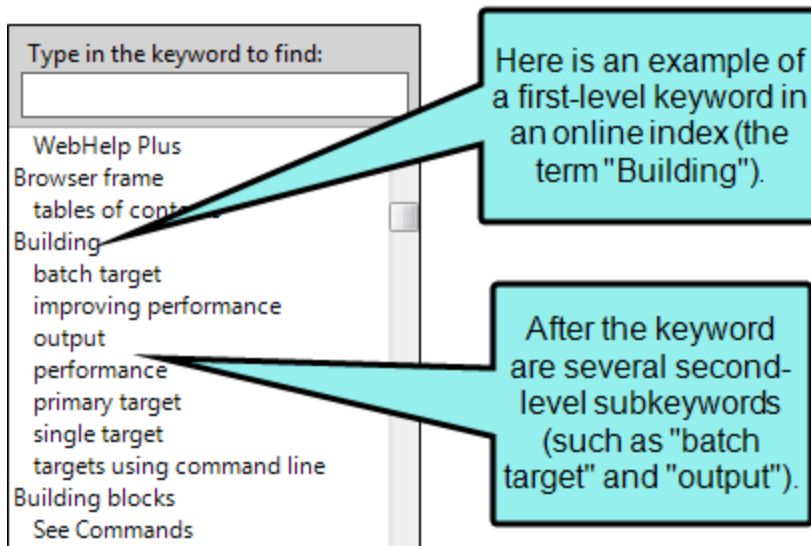 Type in the keyword to find:
WebHelp Plus
Browser frame
tables of
Building
batch target
improving performance
output
performance
primary target
single target
targets using command line
Building blocks
See Commands
Here is an example of
a first-level keyword in
an online index (the
term "Building").
After the keyword
are several second-
level subkeywords
(such as "batch
target" and "output").